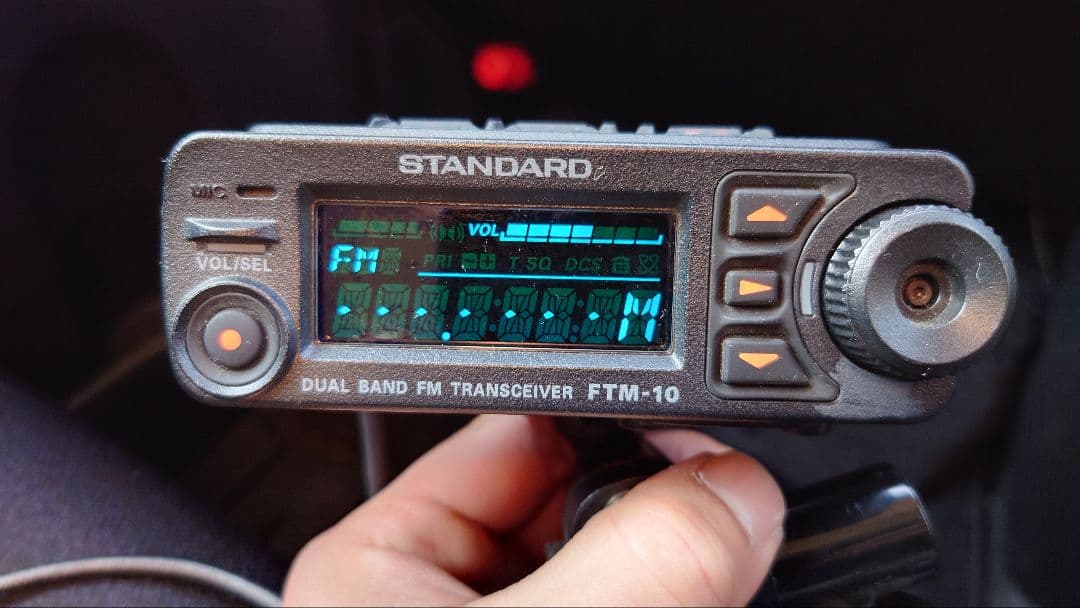 STANDARD
MIC
VOL
VOL/SEL
FM
PRI T SQ DCS
M
DUAL BAND FM TRANSCEIVER FTM-10